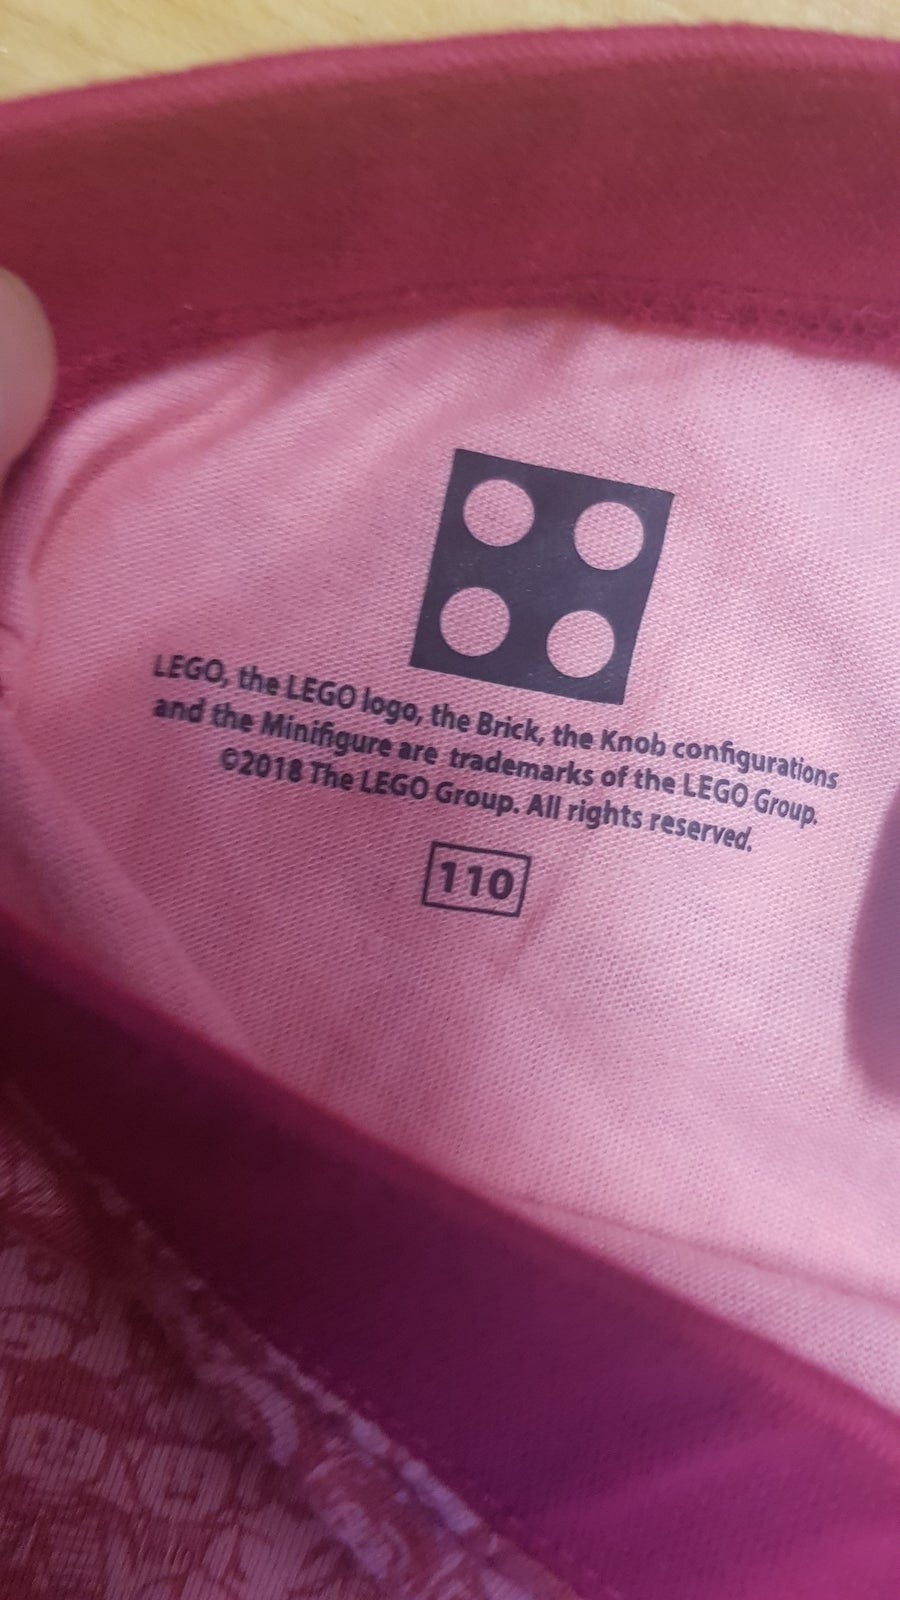 LEGO, the LEGO logo, the Brick, the Knob configurations
and the Minifigure are trademarks of the LEGO Group.
©2018 The LEGO Group. All rights reserved.
110